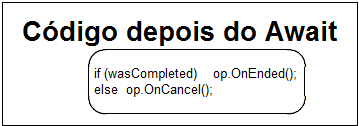 Código depois do Await
if (wasCompleted) op.OnEnded();
else op.OnCancel();